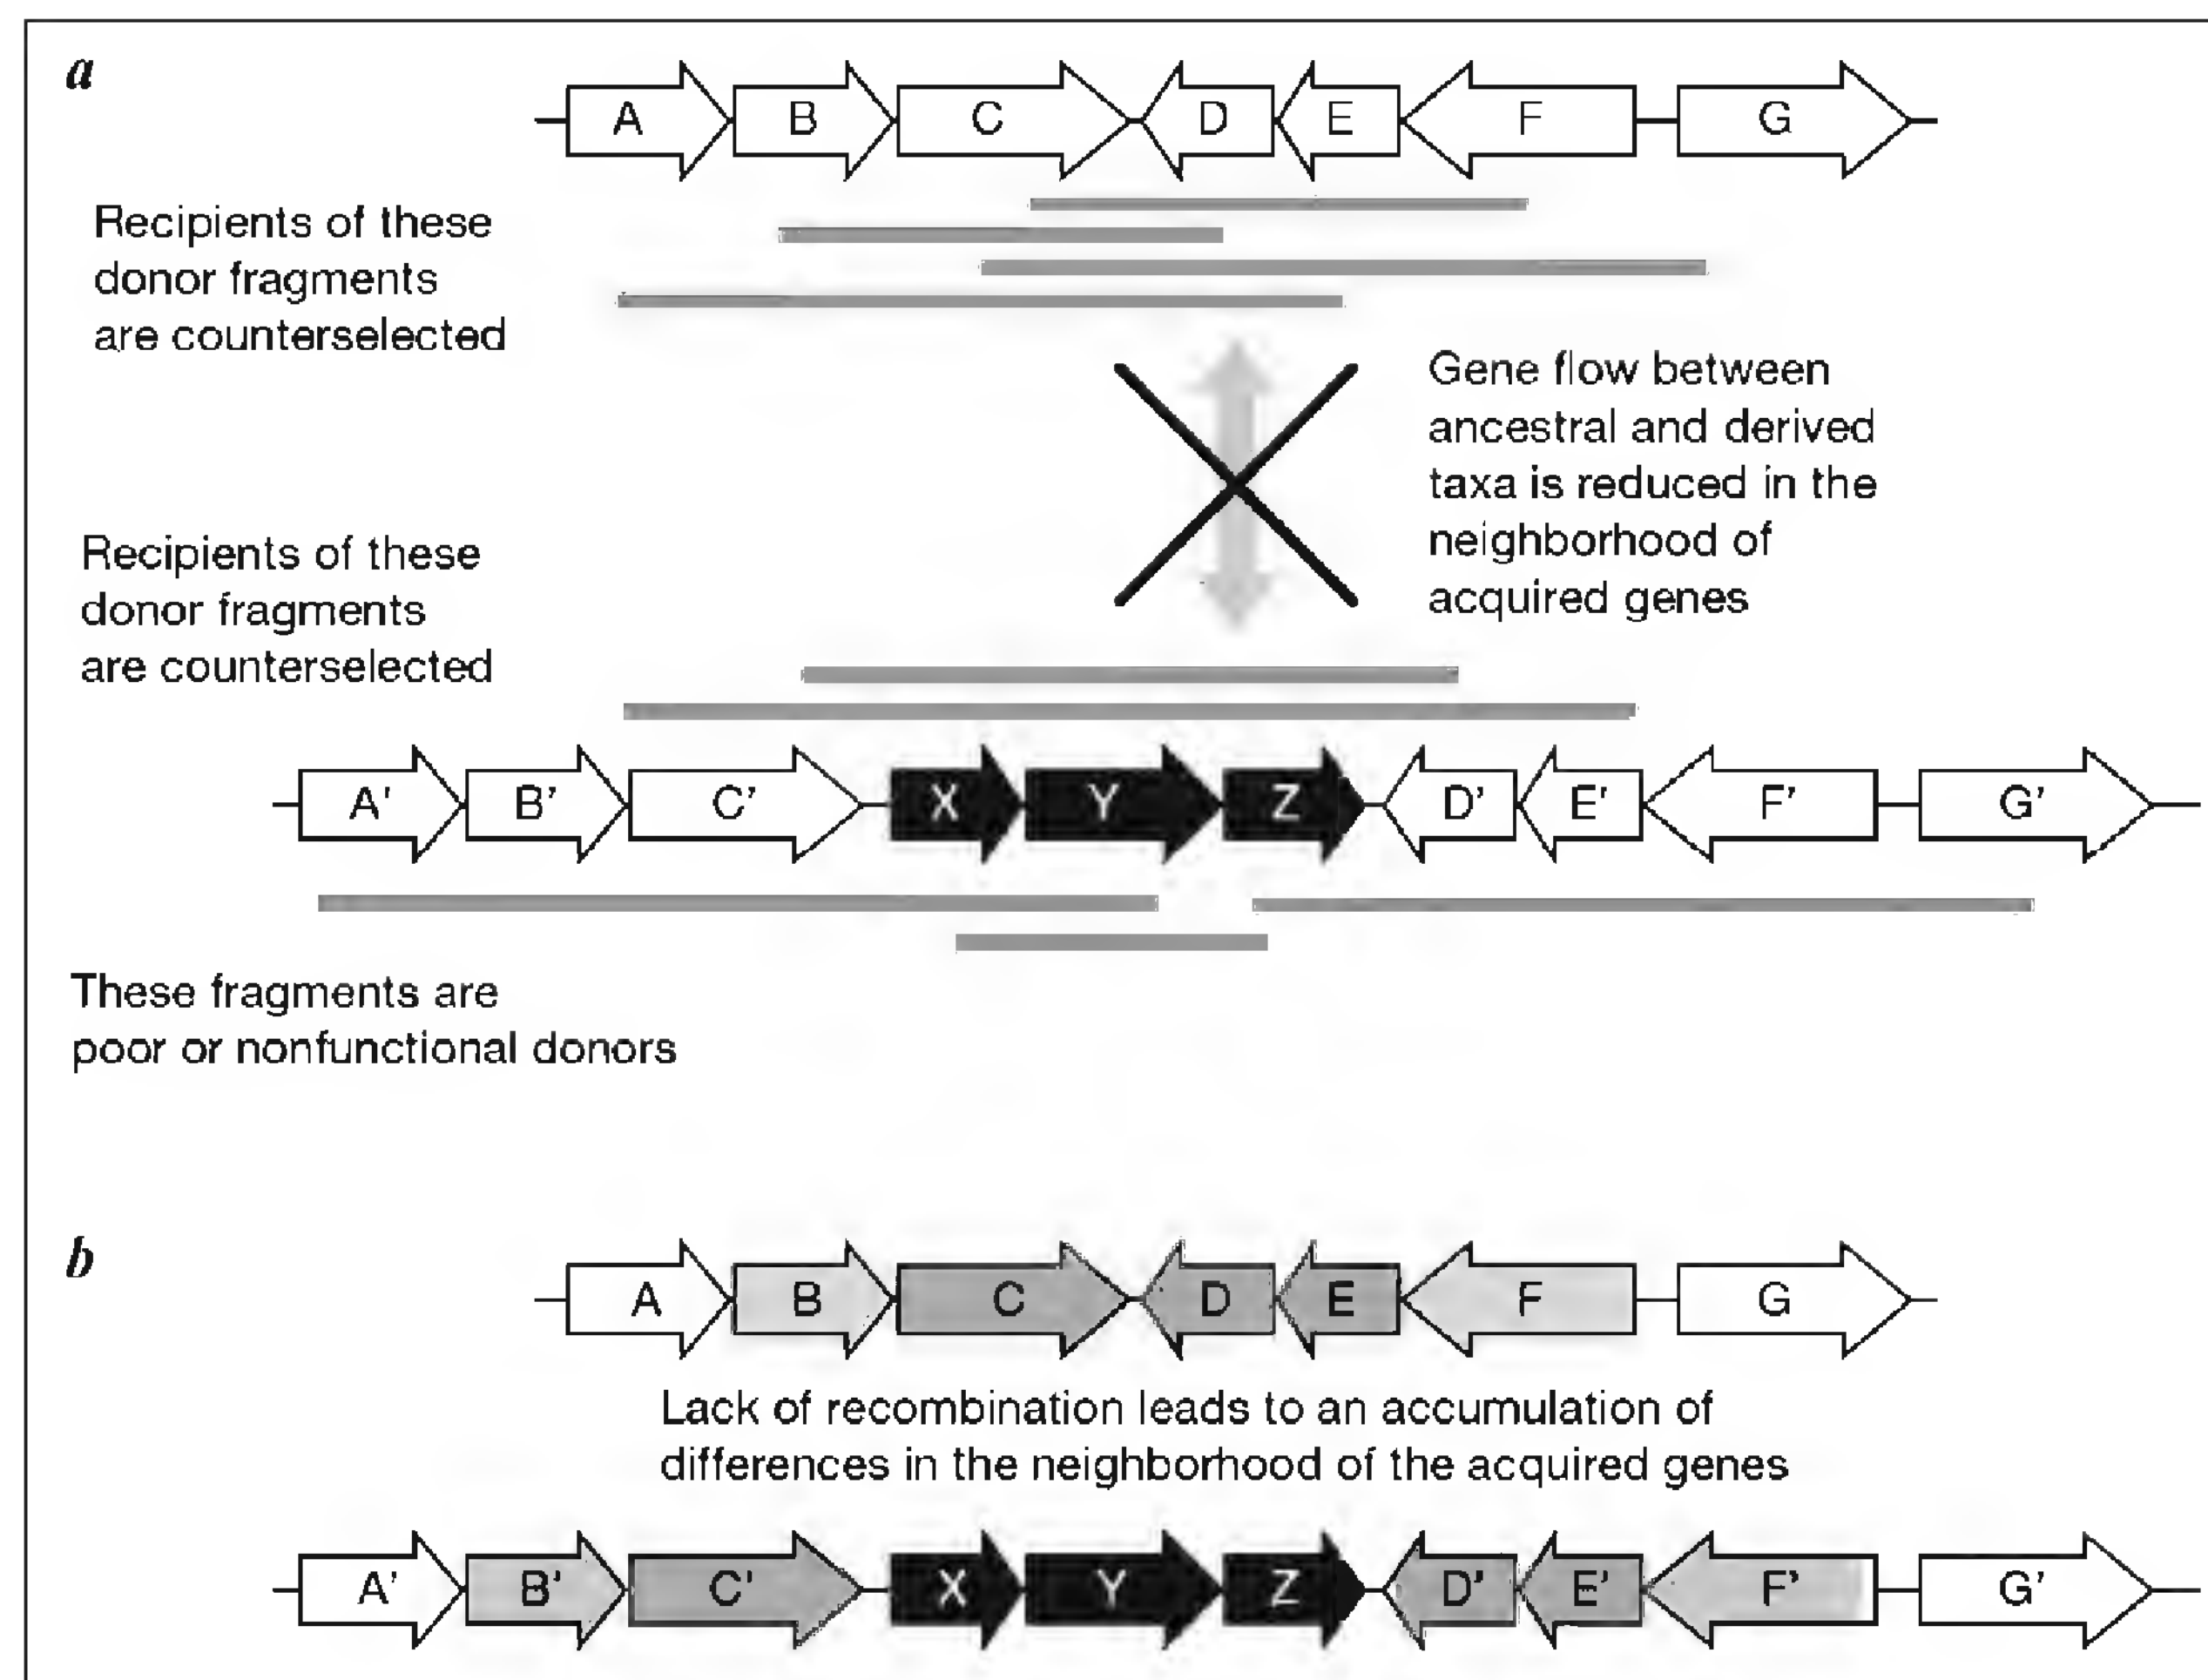 a
A B C D E F G
Recipients of these
donor fragments
are counterselected
Gene flow between
ancestral and derived
taxa is reduced in the
neighborhood of
acquired genes
Recipients of these
donor fragments
are counterselected
A' B' C' X Y Z D' E' F' G'
These fragments are
poor or nonfunctional donors
b
A B C D E F G
Lack of recombination leads to an accumulation of
differences in the neighborhood of the acquired genes
A' B' C' X Y Z D' E' F' G'